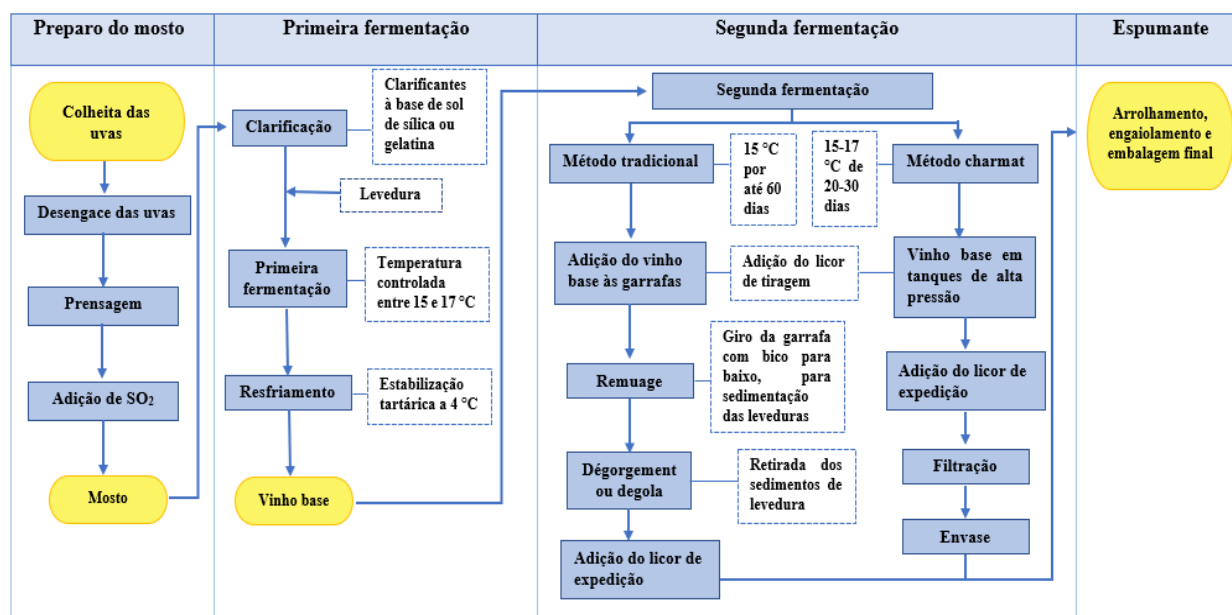 Preparo do mosto
Primeira fermentação
Segunda fermentação
Espumante
Colheita das
uvas
Desengace das uvas
Prensagem
Adição de SO₂
Mosto
Clarificação
Clarificantes
à base de sol
de sílica ou
gelatina
Levedura
Primeira
fermentação
Temperatura
controlada
entre 15 e 17 °C
Resfriamento
Estabilização
tartárica a 4 °C
Vinho base
Segunda fermentação
Método tradicional
15 °C
por
até 60
dias
15-17
°C de
20-30
dias
Método charmat
Adição do vinho
base às garrafas
Adição do licor
de tiragem
Vinho base em
tanques de alta
pressão
Remuage
Giro da garrafa
com bico para
baixo, para
sedimentação
das leveduras
Adição do licor de
expedição
Dégorgement
ou degola
Retirada dos
sedimentos de
levedura
Filtração
Envase
Adição do licor de
expedição
Arrolhamento,
engaiolamento e
embalagem final